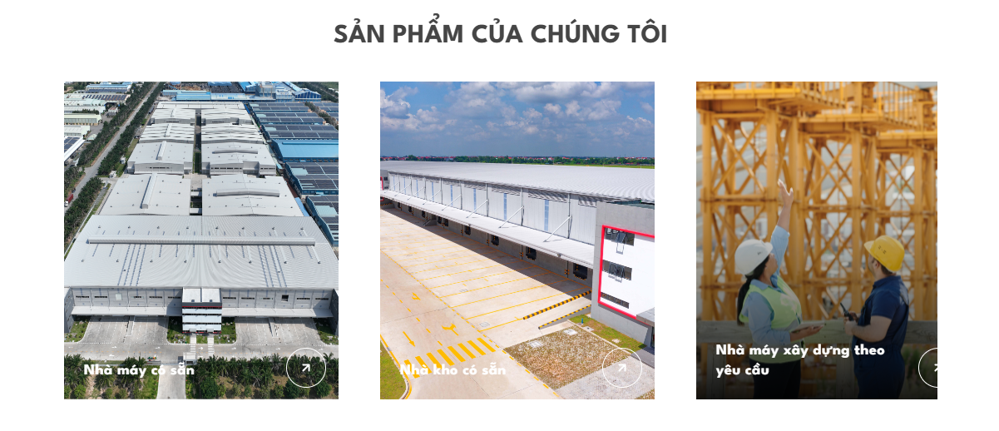 SẢN PHẨM CỦA CHÚNG TÔI
Nhà máy có sẵn
Nhà kho có sẵn
Nhà máy xây dựng theo
yêu cầu